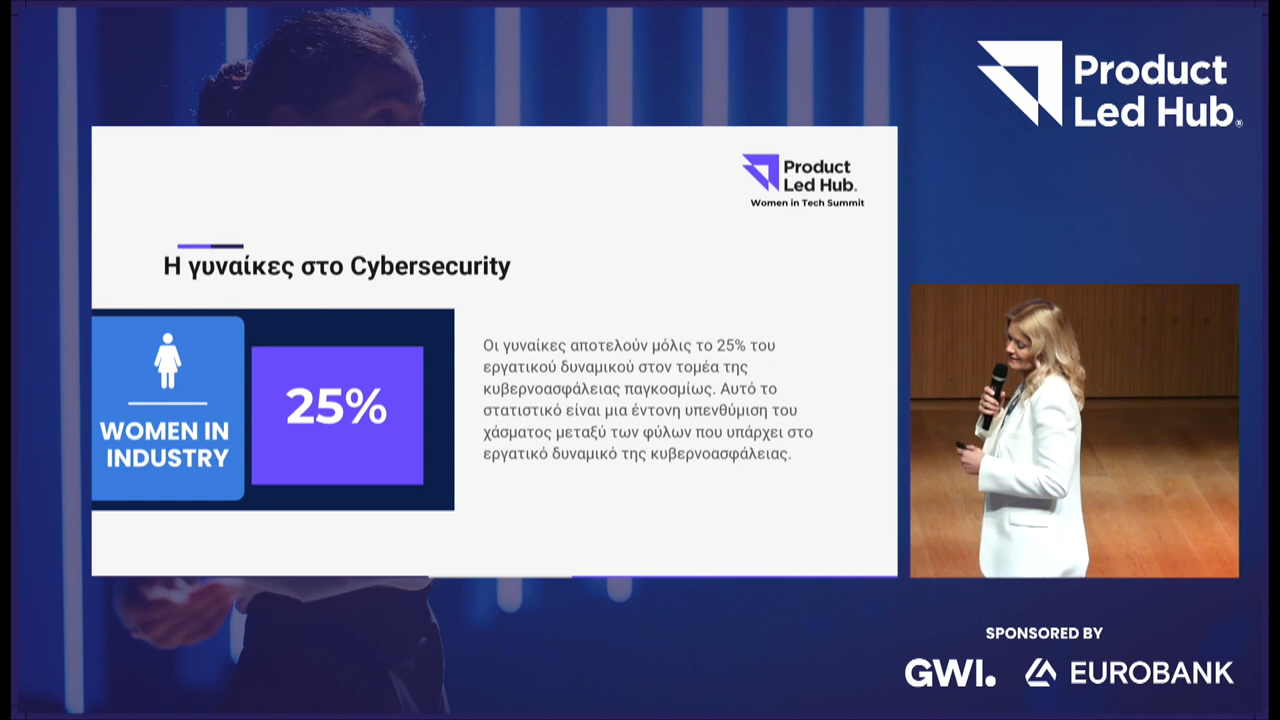 Product
Led Hub®
Product
Led Hub.
Women in Tech Summit
Η γυναίκες στο Cybersecurity
WOMEN IN
INDUSTRY
25%
Οι γυναίκες αποτελούν μόλις το 25% του
εργατικού δυναμικού στον τομέα της
κυβερνοασφάλειας παγκοσμίως. Αυτό το
στατιστικό είναι μια έντονη υπενθύμιση του
χάσματος μεταξύ των φύλων που υπάρχει στο
εργατικό δυναμικό της κυβερνοασφάλειας.
SPONSORED BY
GWI.
EUROBANK